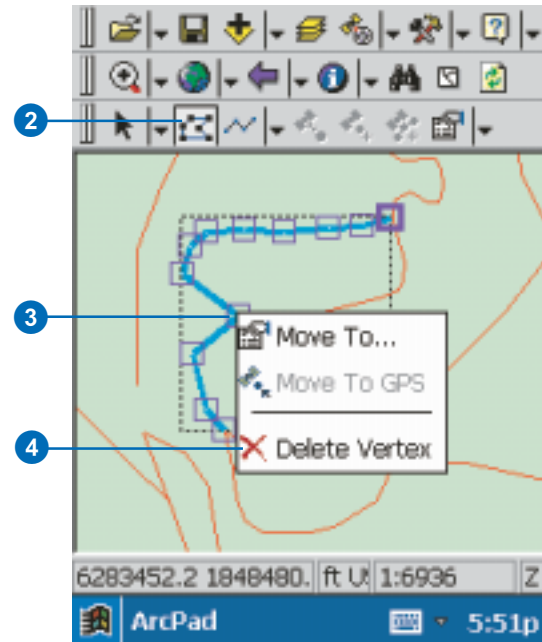 2
3
Move To...
Move To GPS
4
Delete Vertex
6283452.2 1848480. ft U 1:6936 Z
ArcPad 5:51p